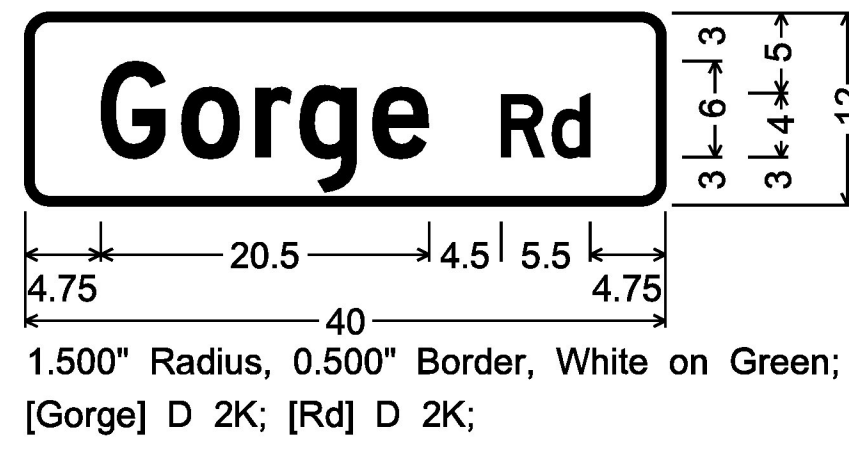 Gorge Rd
3 6 3
5 4 3
12
20.5 4.5 5.5
4.75 4.75
40
1.500" Radius, 0.500" Border, White on Green;
[Gorge] D 2K; [Rd] D 2K;